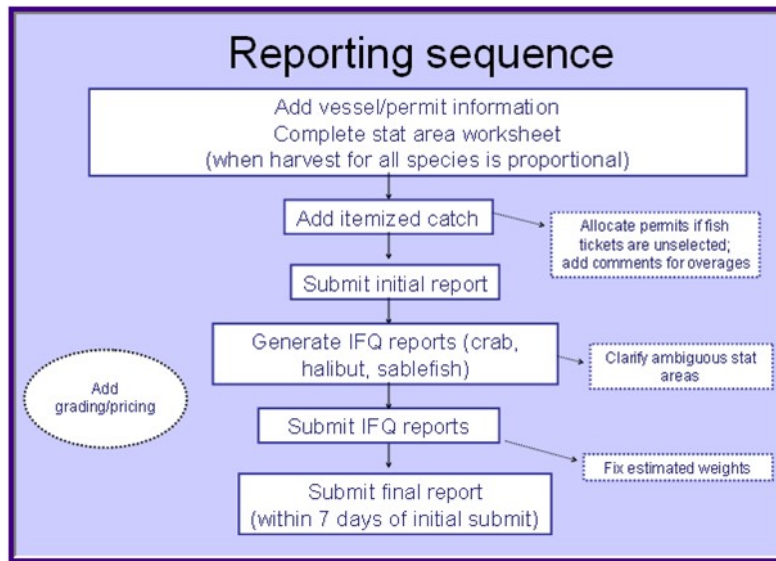 Reporting sequence
Add vessel/permit information
Complete stat area worksheet
(when harvest for all species is proportional)
Add itemized catch
Allocate permits if fish
tickets are unselected;
add comments for overages
Submit initial report
Generate IFQ reports (crab,
halibut, sablefish)
Clarify ambiguous stat
areas
Add
grading/pricing
Submit IFQ reports
Fix estimated weights
Submit final report
(within 7 days of initial submit)